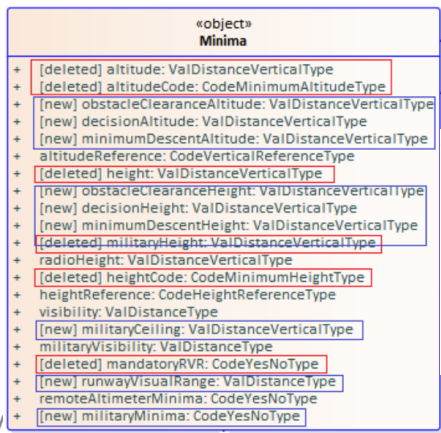 «object»
Minima
+ [deleted] altitude: ValDistanceVerticalType
+ [deleted] altitudeCode: CodeMinimumAltitudeType
+ [new] obstacleClearanceAltitude: ValDistanceVerticalType
+ [new] decisionAltitude: ValDistanceVerticalType
+ [new] minimumDescentAltitude: ValDistanceVerticalType
+ altitudeReference: CodeVerticalReferenceType
+ [deleted] height: ValDistanceVerticalType
+ [new] obstacleClearanceHeight: ValDistanceVerticalType
+ [new] decisionHeight: ValDistanceVerticalType
+ [new] minimumDescentHeight: ValDistanceVerticalType
+ [deleted] militaryHeight: ValDistanceVerticalType
+ radioHeight: ValDistanceVerticalType
+ [deleted] heightCode: CodeMinimumHeightType
+ heightReference: CodeHeightReferenceType
+ visibility: ValDistanceType
+ [new] militaryCeiling: ValDistanceVerticalType
+ militaryVisibility: ValDistanceType
+ [deleted] mandatoryRVR: CodeYesNoType
+ [new] runwayVisualRange: ValDistanceType
+ remoteAltimeterMinima: CodeYesNoType
+ [new] militaryMinima: CodeYesNoType